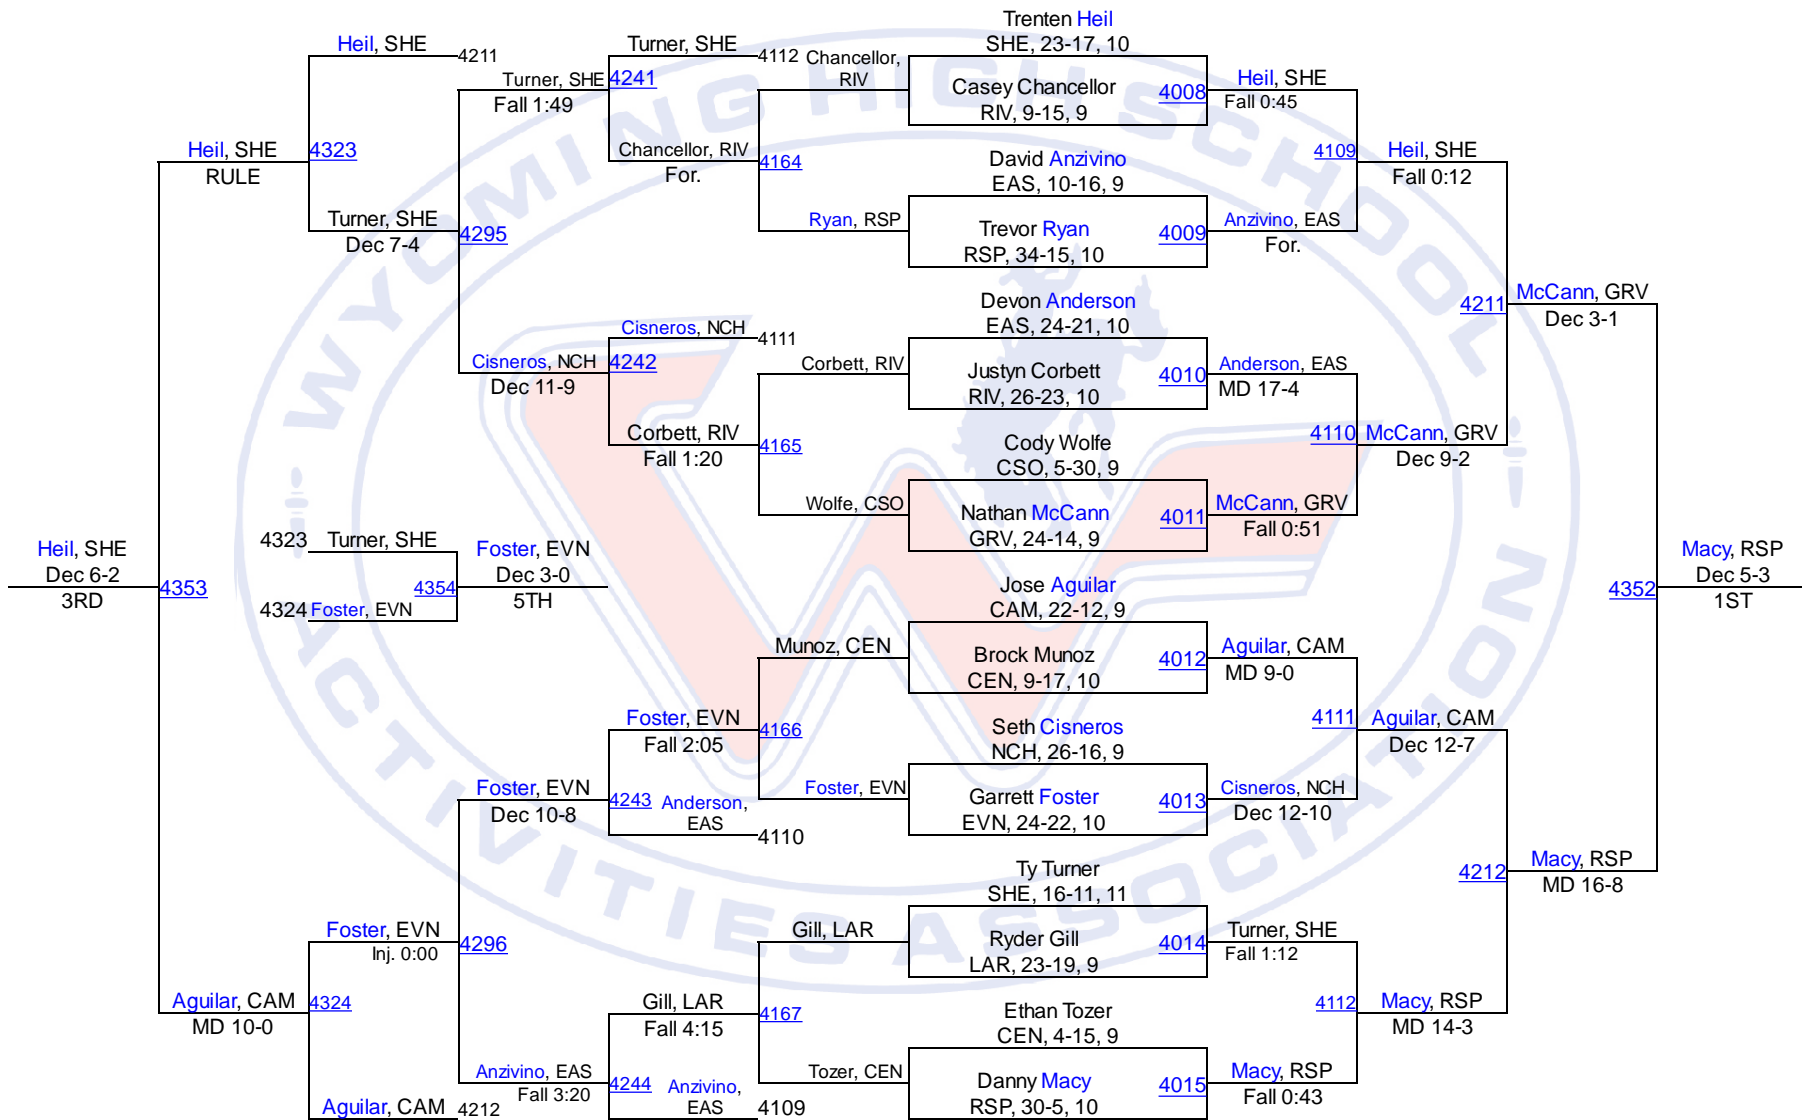 WYOMING HIGH SCHOOL
ACTIVITIES ASSOCIATION
Heil, SHE
4211
Turner, SHE
Fall 1:49
4241
Turner, SHE
4112
Chancellor,
RIV
Trenten Heil
SHE, 23-17, 10
Casey Chancellor
RIV, 9-15, 9
4008
Heil, SHE
Fall 0:45
Heil, SHE
RULE
4323
Chancellor, RIV
For.
4164
David Anzivino
EAS, 10-16, 9
4109
Heil, SHE
Fall 0:12
Turner, SHE
Dec 7-4
4295
Ryan, RSP
Trevor Ryan
RSP, 34-15, 10
4009
Anzivino, EAS
For.
Devon Anderson
EAS, 24-21, 10
4211
McCann, GRV
Dec 3-1
Cisneros, NCH
4111
Cisneros, NCH
Dec 11-9
4242
Corbett, RIV
Justyn Corbett
RIV, 26-23, 10
4010
Anderson, EAS
MD 17-4
Corbett, RIV
Fall 1:20
4165
Cody Wolfe
CSO, 5-30, 9
4110
McCann, GRV
Dec 9-2
Wolfe, CSO
Nathan McCann
GRV, 24-14, 9
4011
McCann, GRV
Fall 0:51
Heil, SHE
Dec 6-2
3RD
4353
4323
Turner, SHE
4354
Foster, EVN
Dec 3-0
5TH
4324
Foster, EVN
Jose Aguilar
CAM, 22-12, 9
4352
Macy, RSP
Dec 5-3
1ST
Munoz, CEN
Brock Munoz
CEN, 9-17, 10
4012
Aguilar, CAM
MD 9-0
Foster, EVN
Fall 2:05
4166
Seth Cisneros
NCH, 26-16, 9
4111
Aguilar, CAM
Dec 12-7
Foster, EVN
Dec 10-8
4243
Anderson,
EAS
4110
Foster, EVN
Garrett Foster
EVN, 24-22, 10
4013
Cisneros, NCH
Dec 12-10
Ty Turner
SHE, 16-11, 11
4212
Macy, RSP
MD 16-8
Foster, EVN
Inj. 0:00
4296
Gill, LAR
Ryder Gill
LAR, 23-19, 9
4014
Turner, SHE
Fall 1:12
Aguilar, CAM
MD 10-0
4324
Gill, LAR
Fall 4:15
4167
Ethan Tozer
CEN, 4-15, 9
4112
Macy, RSP
MD 14-3
Anzivino, EAS
Fall 3:20
4244
Anzivino,
EAS
4109
Tozer, CEN
Danny Macy
RSP, 30-5, 10
4015
Macy, RSP
Fall 0:43
Aguilar, CAM
4212